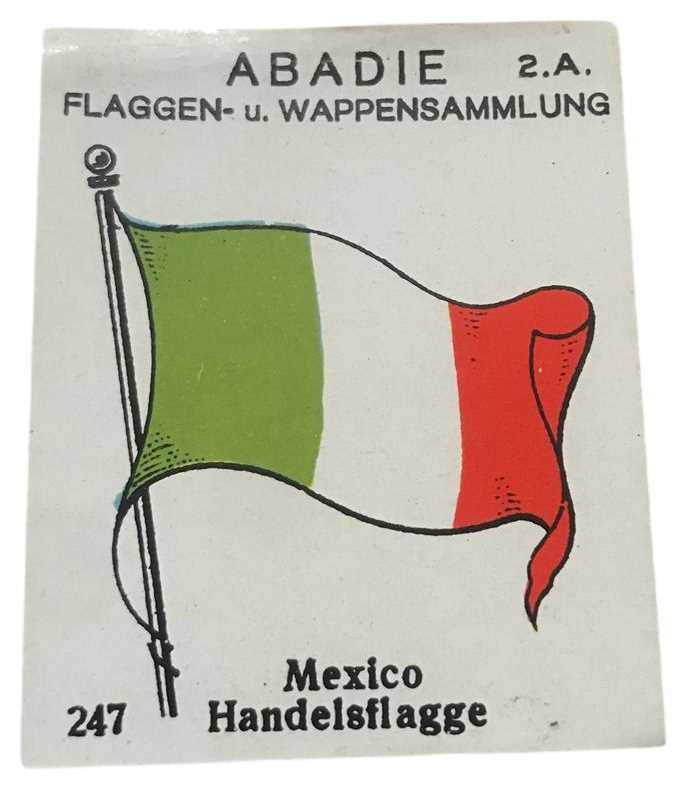 ABADIE 2.A.
FLAGGEN- u. WAPPENSAMMLUNG
Mexico
247 Handelsflagge